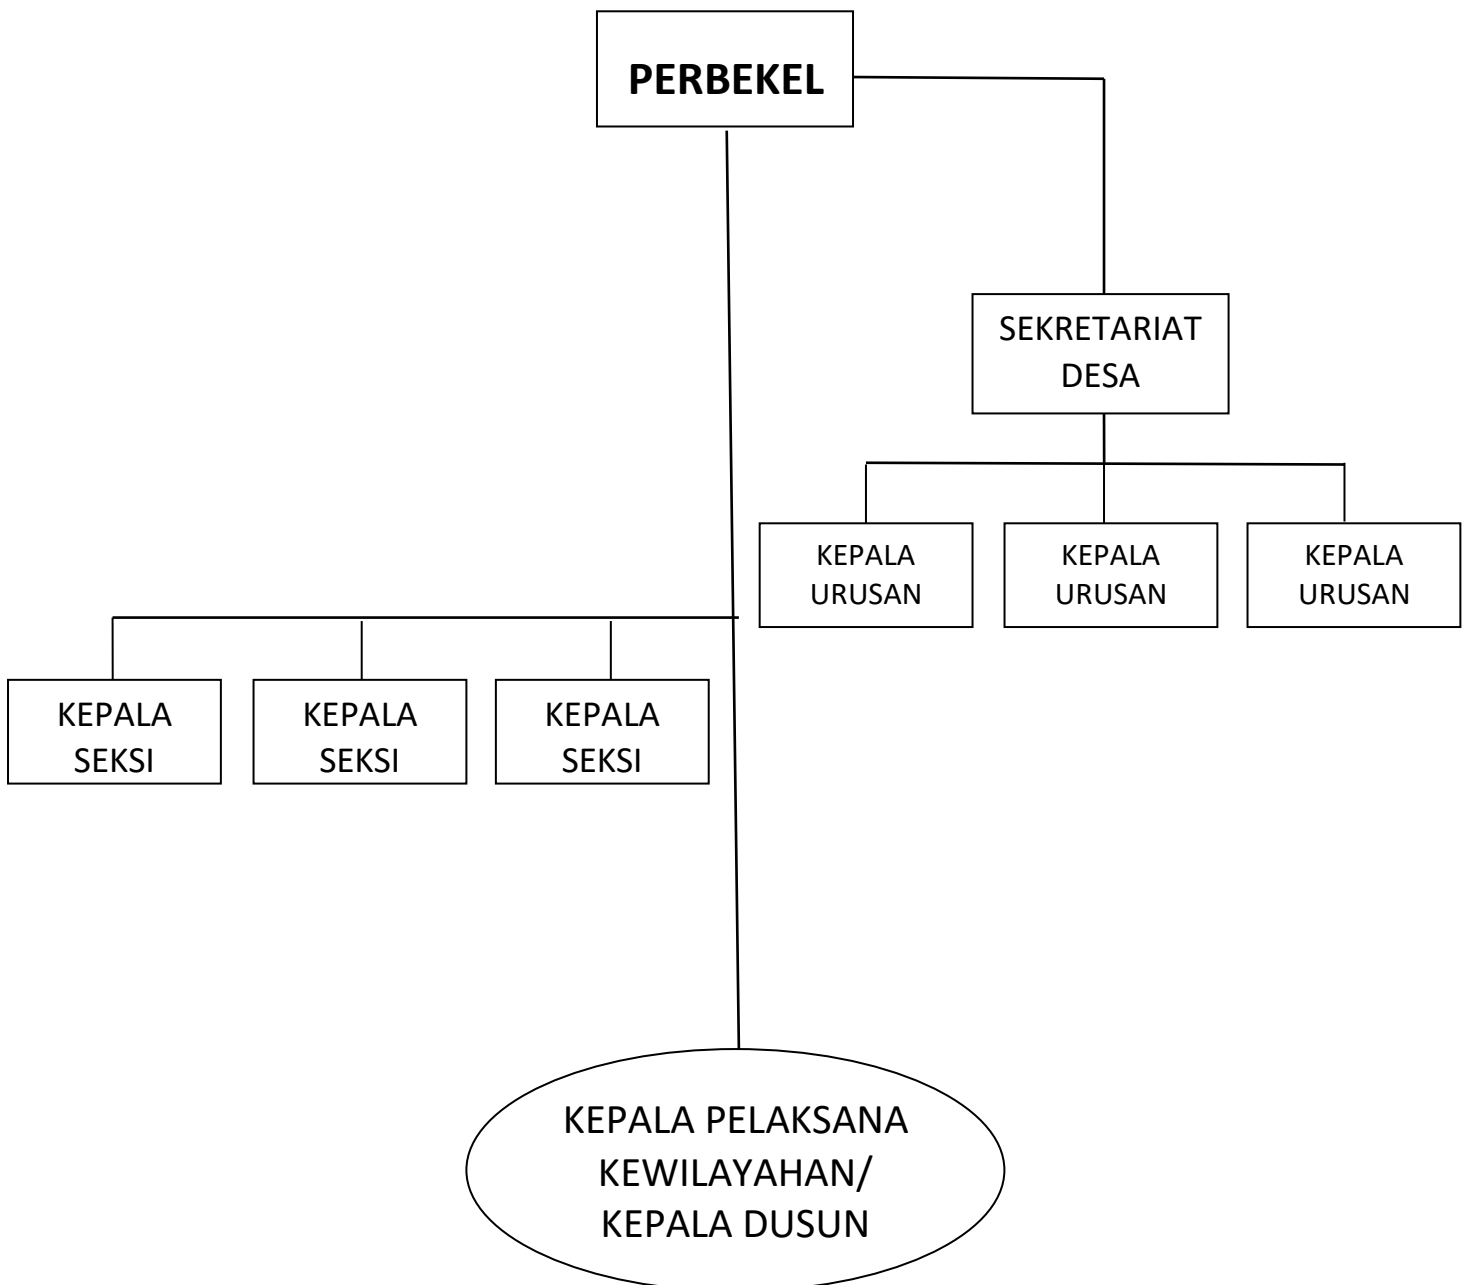 PERBEKEL
SEKRETARIAT
DESA
KEPALA
URUSAN
KEPALA
URUSAN
KEPALA
URUSAN
KEPALA
SEKSI
KEPALA
SEKSI
KEPALA
SEKSI
KEPALA PELAKSANA
KEWILAYAHAN/
KEPALA DUSUN